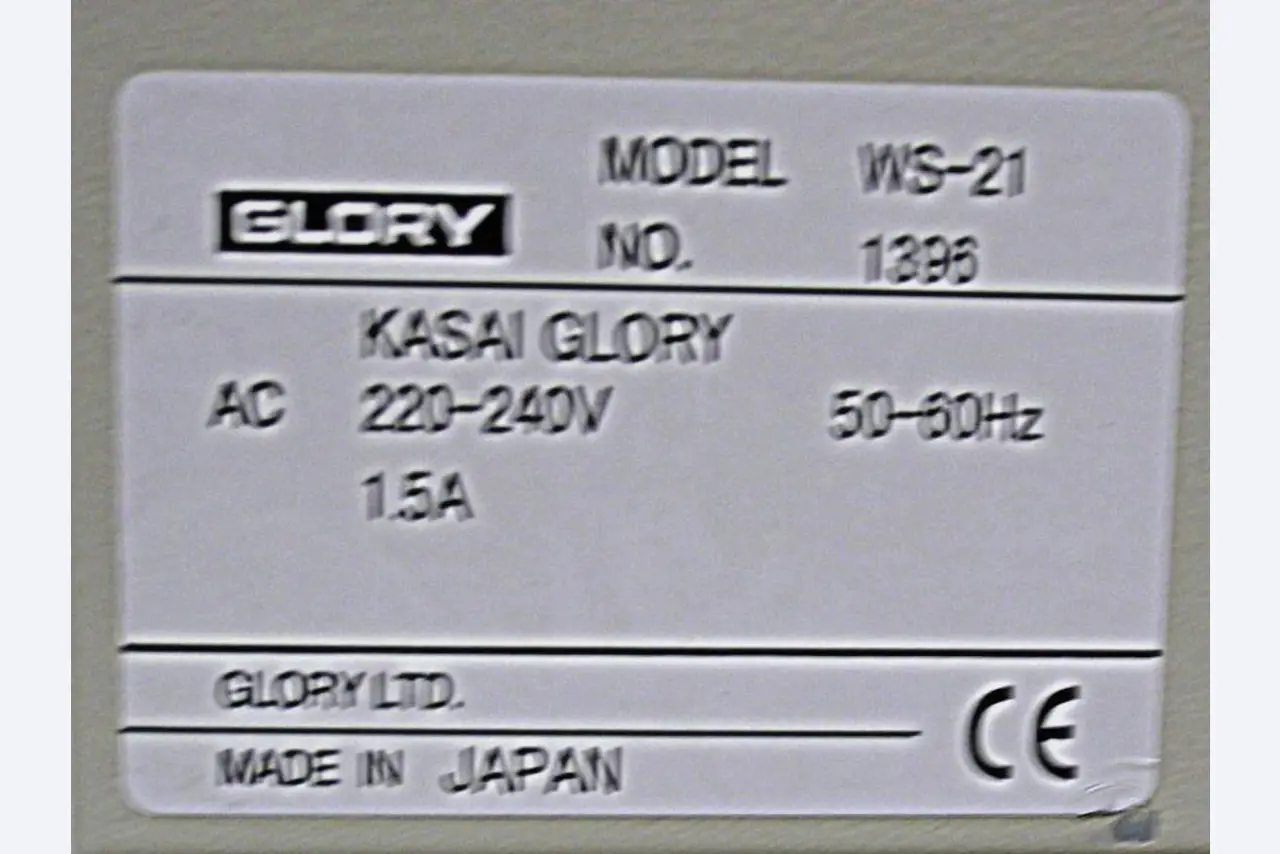 GLORY
MODEL WS-21
NO. 1396
KASAI GLORY
AC 220-240V 50-60Hz
1.5A
GLORY LTD.
MADE IN JAPAN
CE